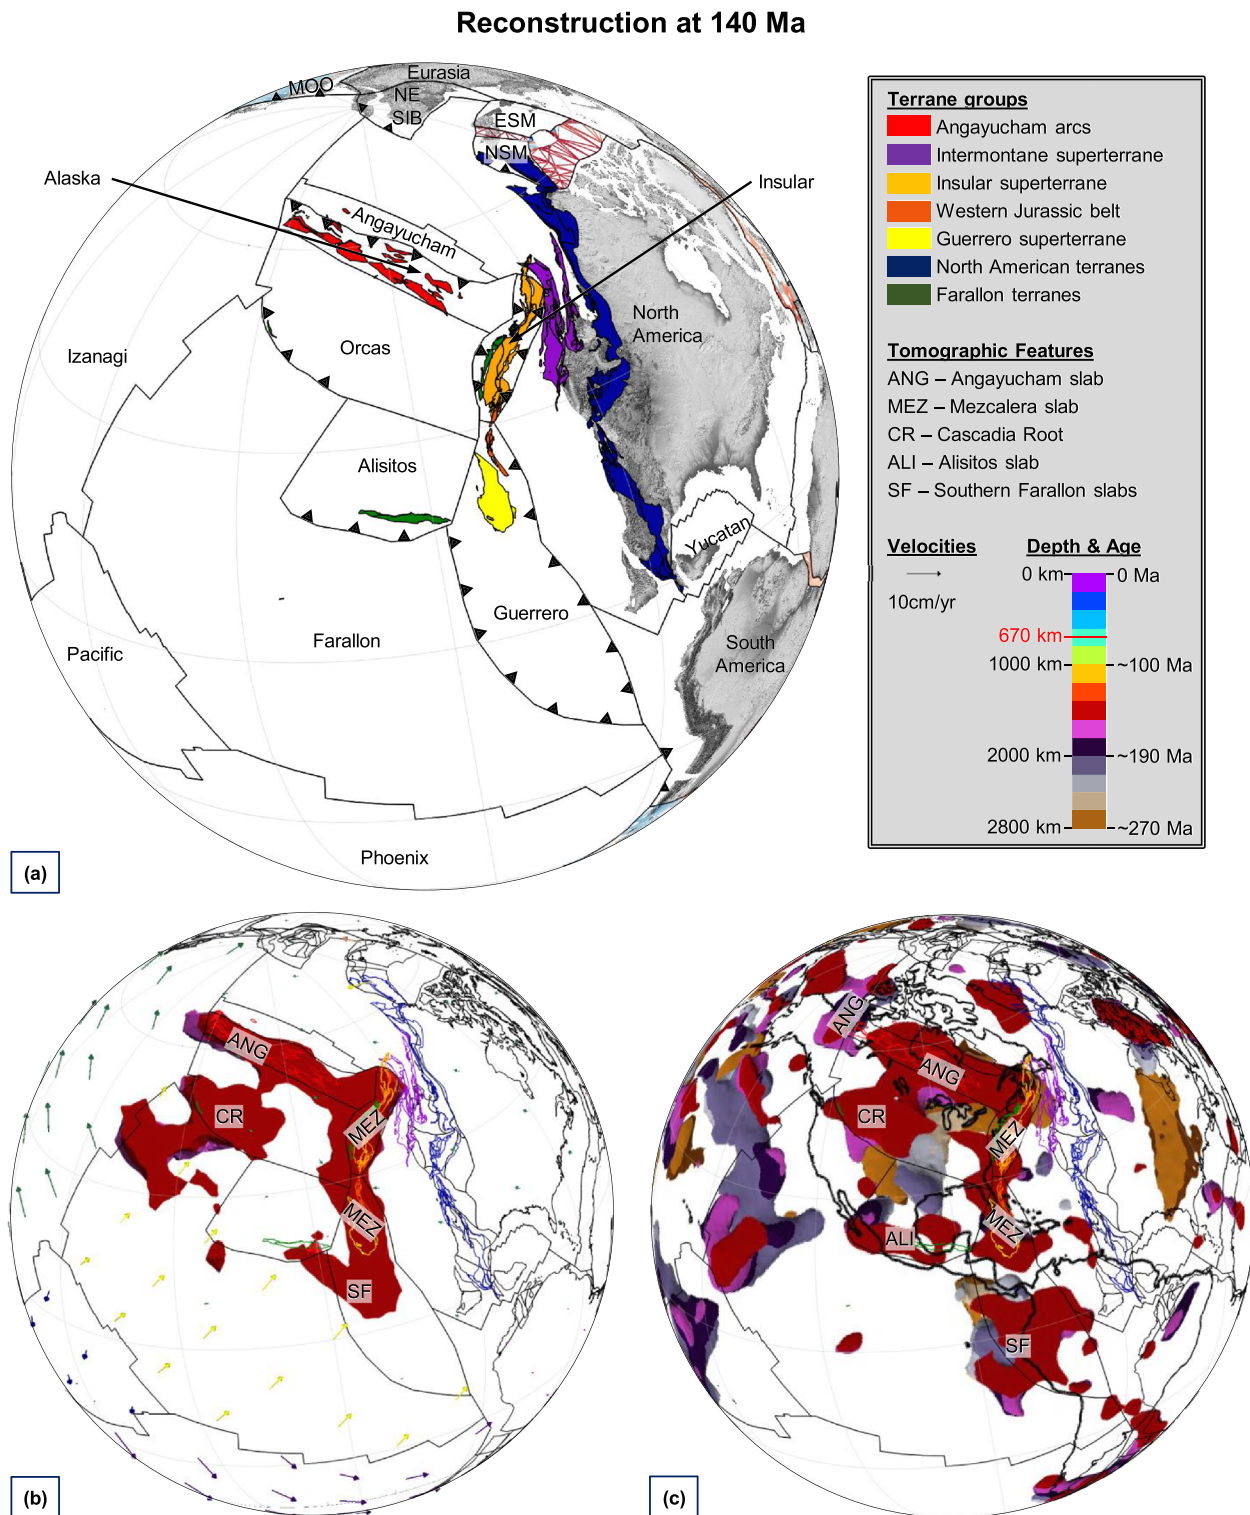 Reconstruction at 140 Ma
MOO
Eurasia
NE
SIB
ESM
NSM
Alaska
Insular
Angayucham
North
America
Izanagi
Orcas
Alisitos
Yucatan
Guerrero
Farallon
South
America
Pacific
Phoenix
(a)
Terrane groups
Angayucham arcs
Intermontane superterrane
Insular superterrane
Western Jurassic belt
Guerrero superterrane
North American terranes
Farallon terranes
Tomographic Features
ANG – Angayucham slab
MEZ – Mezcalera slab
CR – Cascadia Root
ALI – Alisitos slab
SF – Southern Farallon slabs
Velocities
10cm/yr
Depth & Age
0 km 0 Ma
670 km
1000 km ~100 Ma
2000 km ~190 Ma
2800 km ~270 Ma
ANG
CR
MEZ
MEZ
SF
(b)
ANG
ANG
CR
MEZ
MEZ
ALI
SF
(c)